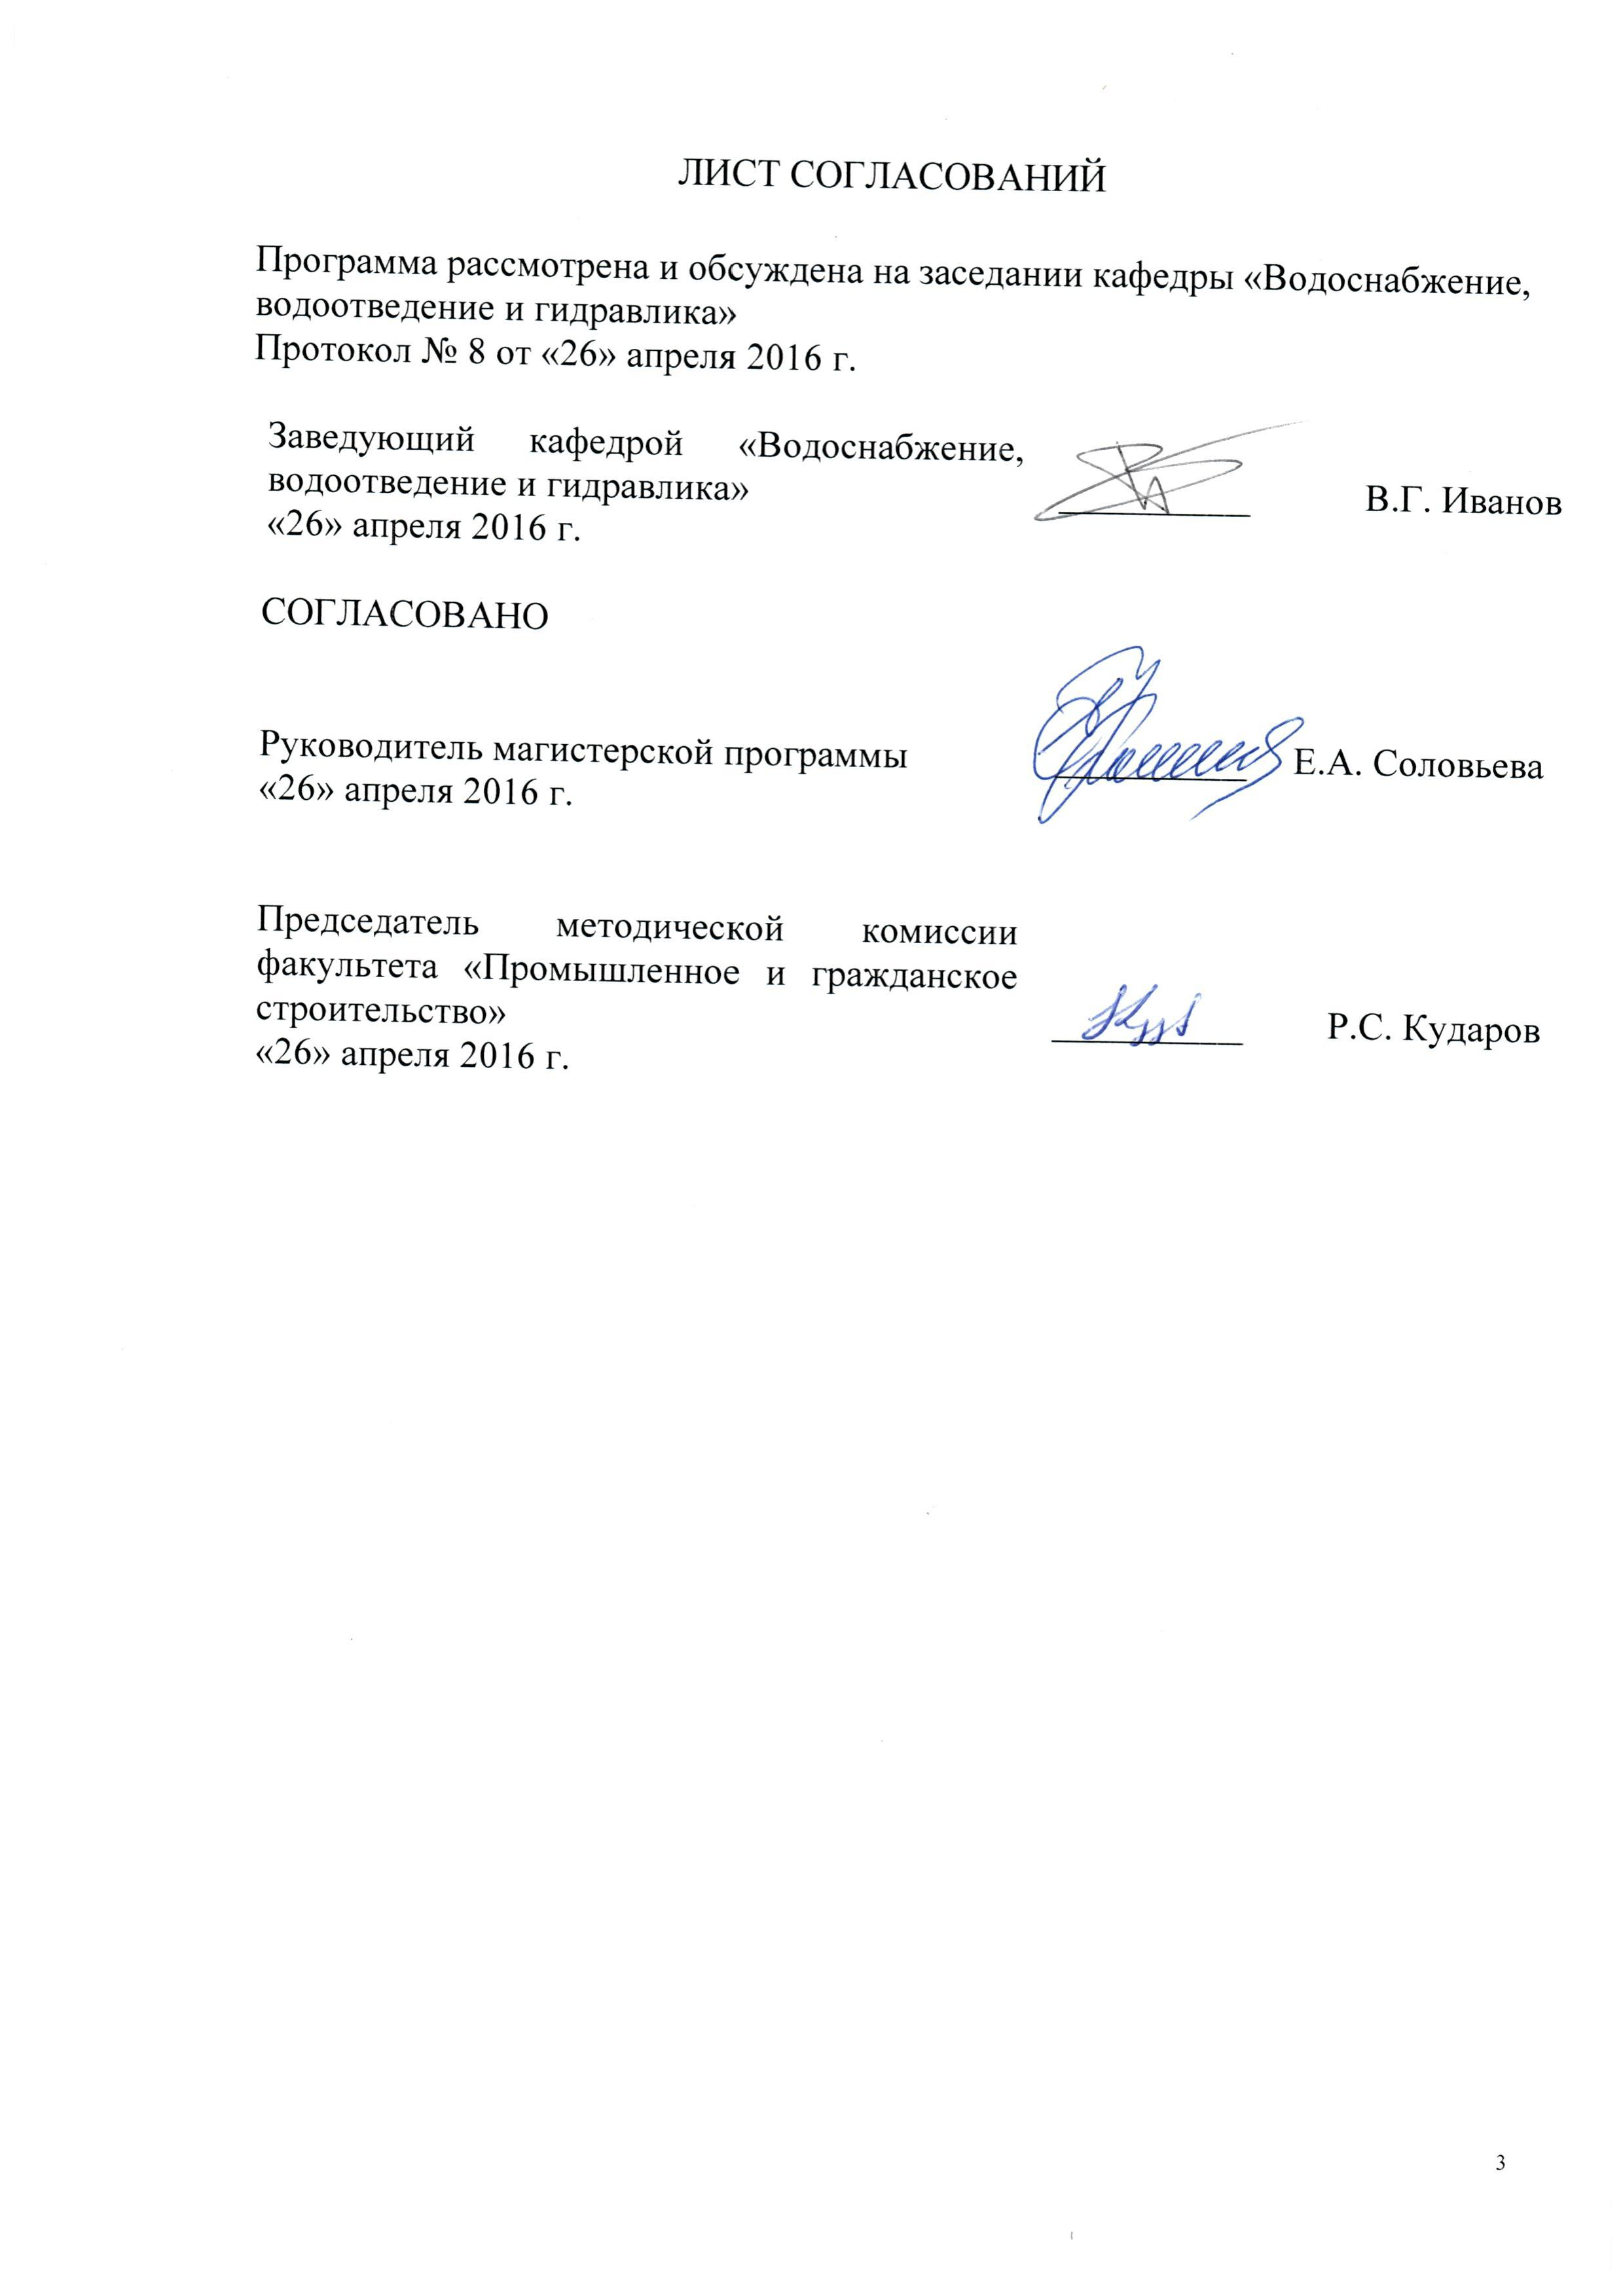 ЛИСТ СОГЛАСОВАНИЙ
Программа рассмотрена и обсуждена на заседании кафедры «Водоснабжение,
водоотведение и гидравлика»
Протокол № 8 от «26» апреля 2016 г.
Заведующий кафедрой «Водоснабжение,
водоотведение и гидравлика»
«26» апреля 2016 г.
В.Г. Иванов
СОГЛАСОВАНО
Руководитель магистерской программы
«26» апреля 2016 г.
Е.А. Соловьева
Председатель методической комиссии
факультета «Промышленное и гражданское
строительство»
«26» апреля 2016 г.
Р.С. Кударов
3